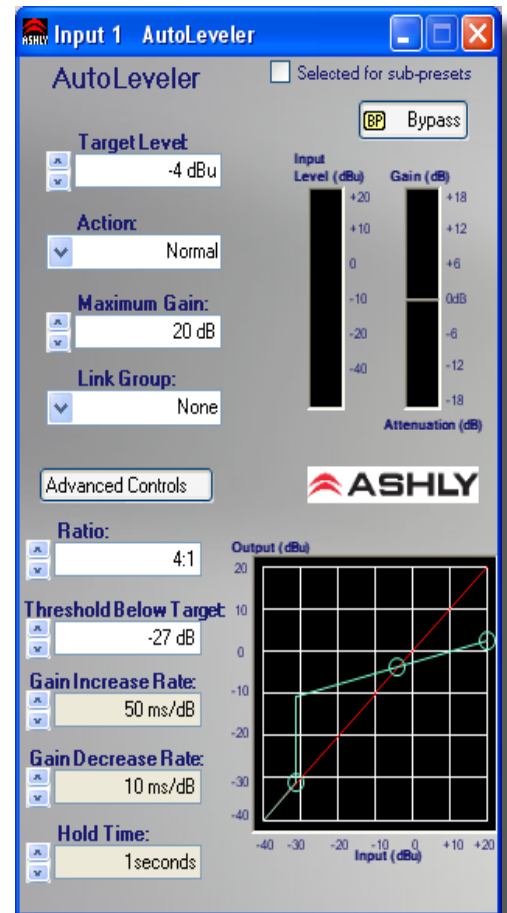 ASHLY Input 1 AutoLeveler
AutoLeveler
Selected for sub-presets
BP Bypass
Target Level:
-4 dBu
Action:
Normal
Maximum Gain:
20 dB
Link Group:
None
Input
Level (dBu) Gain (dB)
+20 +18
+10 +12
0 +6
-10 0dB
-20 -6
-40 -12
-18
Attenuation (dB)
Advanced Controls
ASHLY
Ratio:
4:1
Threshold Below Target:
-27 dB
Gain Increase Rate:
50 ms/dB
Gain Decrease Rate:
10 ms/dB
Hold Time:
1seconds
Output (dBu)
20
10
0
-10
-20
-30
-40
-40 -30 -20 -10 0 +10 +20
Input (dBu)